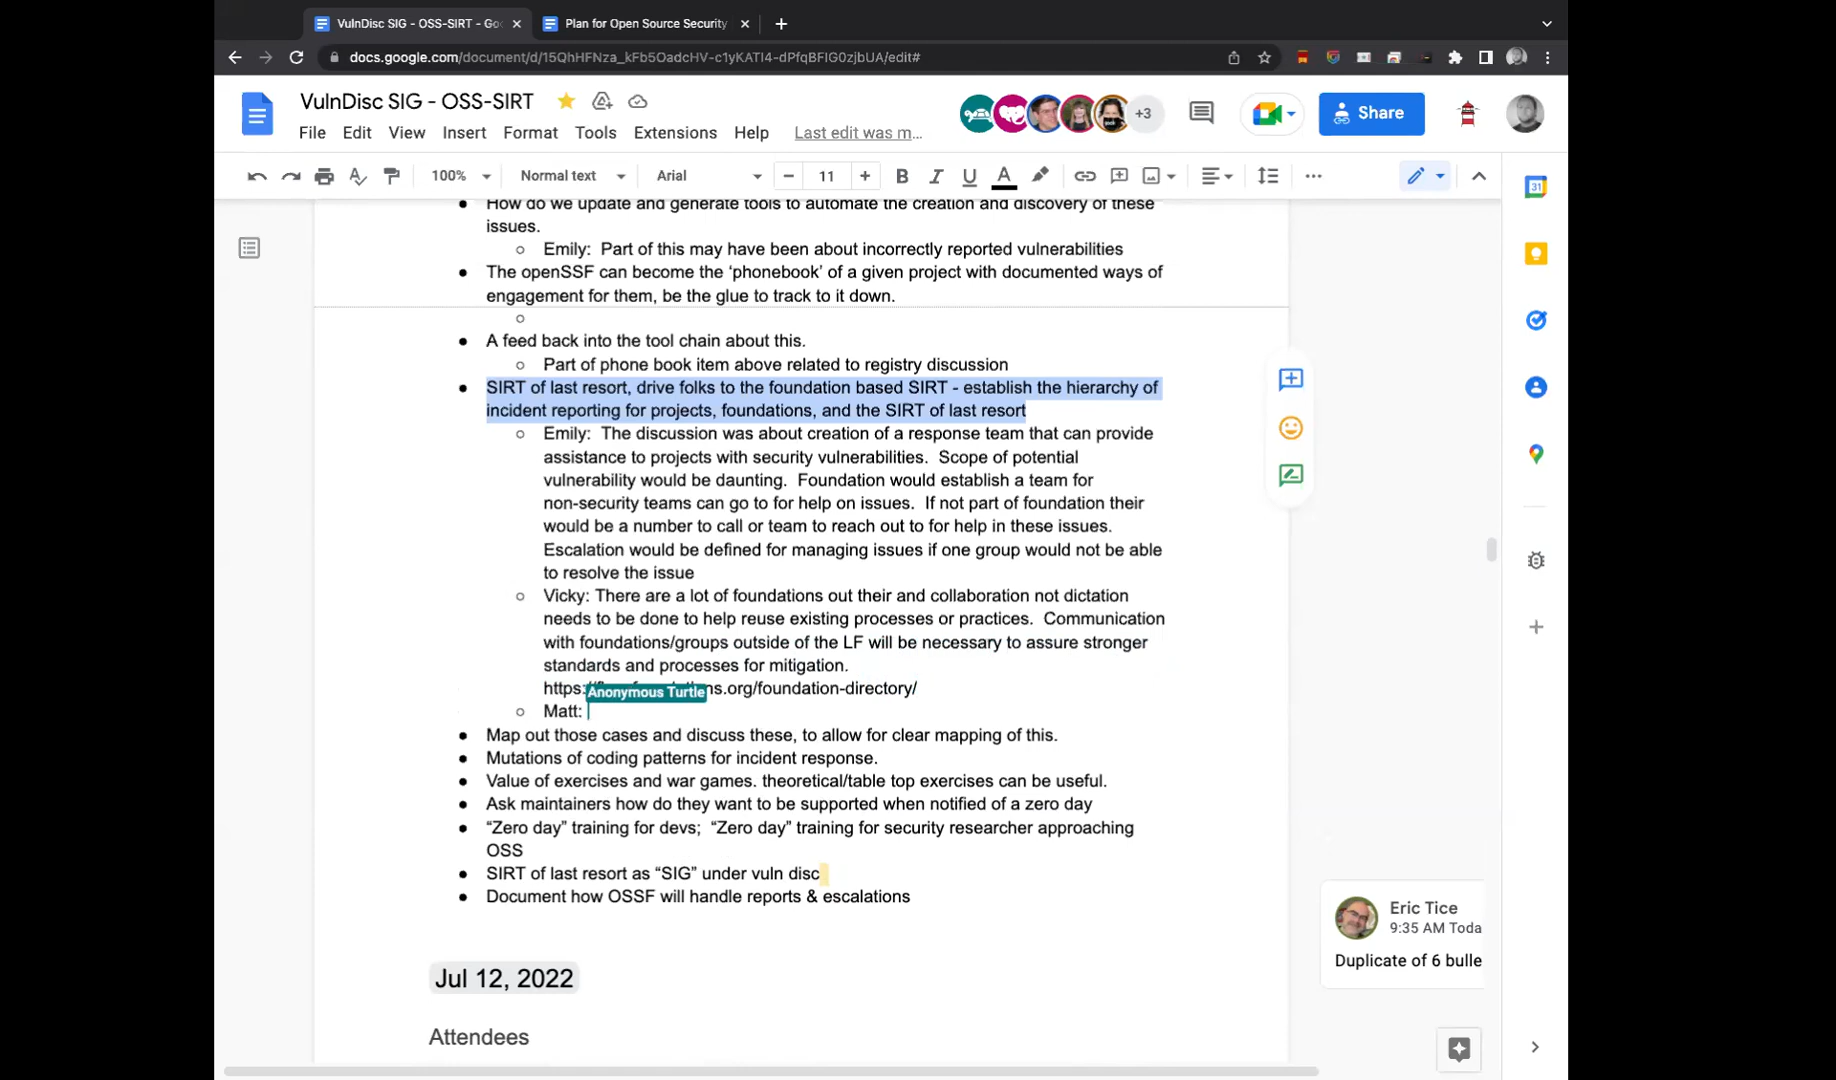 VulnDisc SIG - OSS-SIRT - Goo
Plan for Open Source Security
docs.google.com/document/d/15QhHFNza_kFb5OadcHV-c1yKATI4-dPfqBFIG0zjbUA/edit#
VulnDisc SIG - OSS-SIRT
+3
Share
File Edit View Insert Format Tools Extensions Help Last edit was m...
100% Normal text Arial 11 B I U A
31
How do we update and generate tools to automate the creation and discovery of these
issues.
Emily: Part of this may have been about incorrectly reported vulnerabilities
The openSSF can become the ‘phonebook’ of a given project with documented ways of
engagement for them, be the glue to track to it down.
A feed back into the tool chain about this.
Part of phone book item above related to registry discussion
SIRT of last resort, drive folks to the foundation based SIRT - establish the hierarchy of
incident reporting for projects, foundations, and the SIRT of last resort
Emily: The discussion was about creation of a response team that can provide
assistance to projects with security vulnerabilities. Scope of potential
vulnerability would be daunting. Foundation would establish a team for
non-security teams can go to for help on issues. If not part of foundation their
would be a number to call or team to reach out to for help in these issues.
Escalation would be defined for managing issues if one group would not be able
to resolve the issue
Vicky: There are a lot of foundations out their and collaboration not dictation
needs to be done to help reuse existing processes or practices. Communication
with foundations/groups outside of the LF will be necessary to assure stronger
standards and processes for mitigation.
https: ns.org/foundation-directory/
Anonymous Turtle
Matt:
Map out those cases and discuss these, to allow for clear mapping of this.
Mutations of coding patterns for incident response.
Value of exercises and war games. theoretical/table top exercises can be useful.
Ask maintainers how do they want to be supported when notified of a zero day
“Zero day” training for devs; “Zero day” training for security researcher approaching
OSS
SIRT of last resort as “SIG” under vuln disc
Document how OSSF will handle reports & escalations
Eric Tice
9:35 AM Toda
Duplicate of 6 bulle
Jul 12, 2022
Attendees